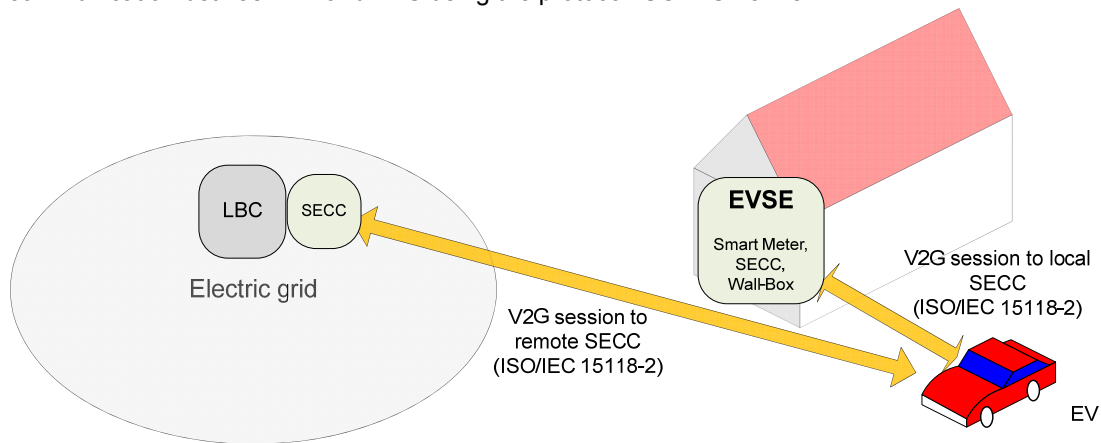 LBC
SECC
Electric grid
V2G session to
remote SECC
(ISO/IEC 15118-2)
EVSE
Smart Meter,
SECC,
Wall-Box
V2G session to local
SECC
(ISO/IEC 15118-2)
EV